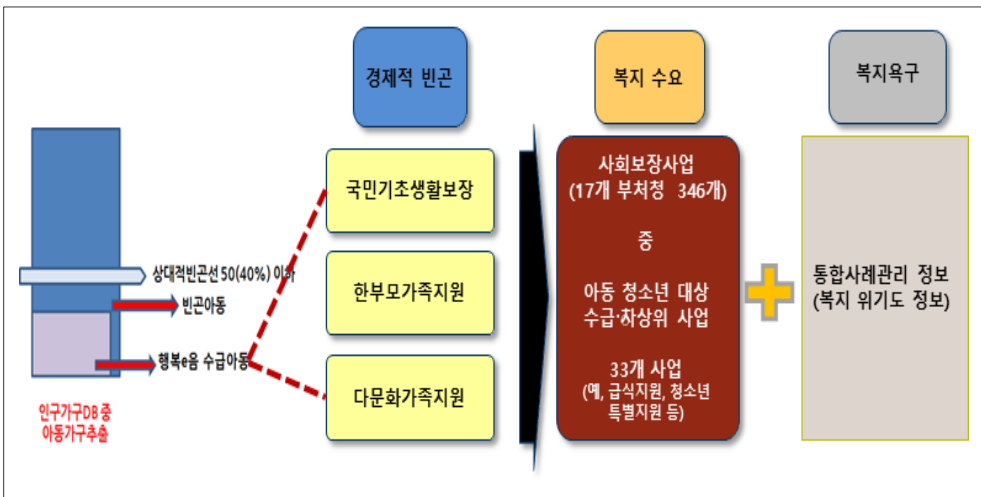 경제적 빈곤
복지 수요
복지욕구
국민기초생활보장
한부모가족지원
다문화가족지원
상대적빈곤선 50(40%) 이하
빈곤아동
행복e음 수급아동
인구가구DB 중
아동가구추출
사회보장사업
(17개 부처청 346개)
중
아동 청소년 대상
수급·차상위 사업
33개 사업
(예, 급식지원, 청소년
특별지원 등)
통합사례관리 정보
(복지 위기도 정보)